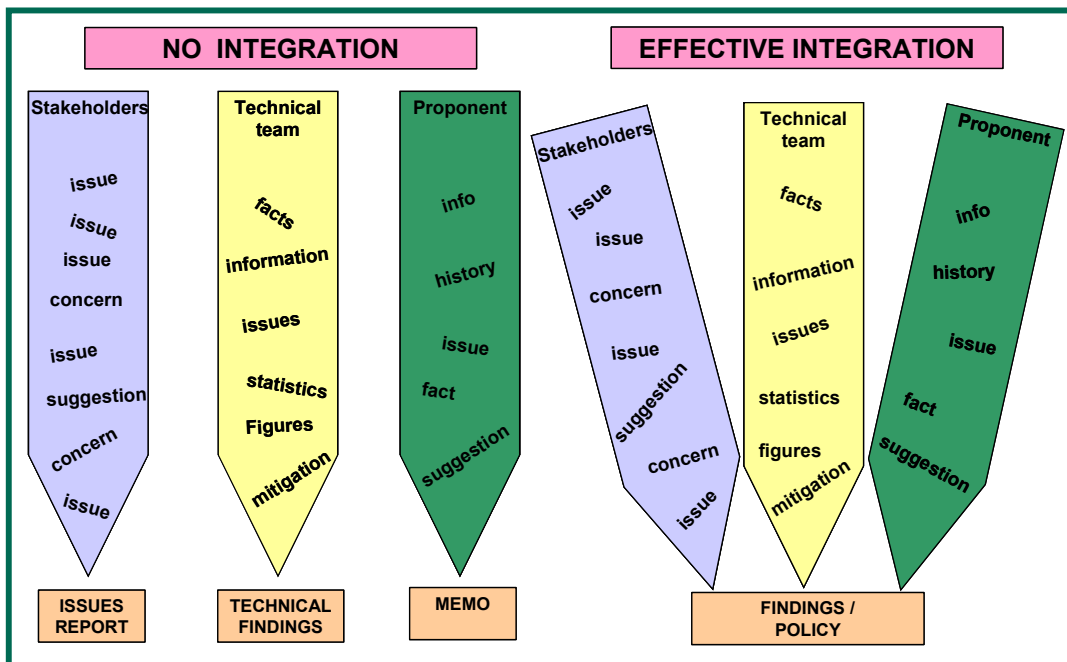 NO INTEGRATION
Stakeholders
issue
issue
issue
concern
issue
suggestion
concern
issue
ISSUES
REPORT
Technical
team
facts
information
issues
statistics
Figures
mitigation
TECHNICAL
FINDINGS
Proponent
info
history
issue
fact
suggestion
MEMO
EFFECTIVE INTEGRATION
Stakeholders
issue
issue
concern
issue
suggestion
concern
issue
Technical
team
facts
information
issues
statistics
figures
mitigation
Proponent
info
history
issue
fact
suggestion
FINDINGS /
POLICY